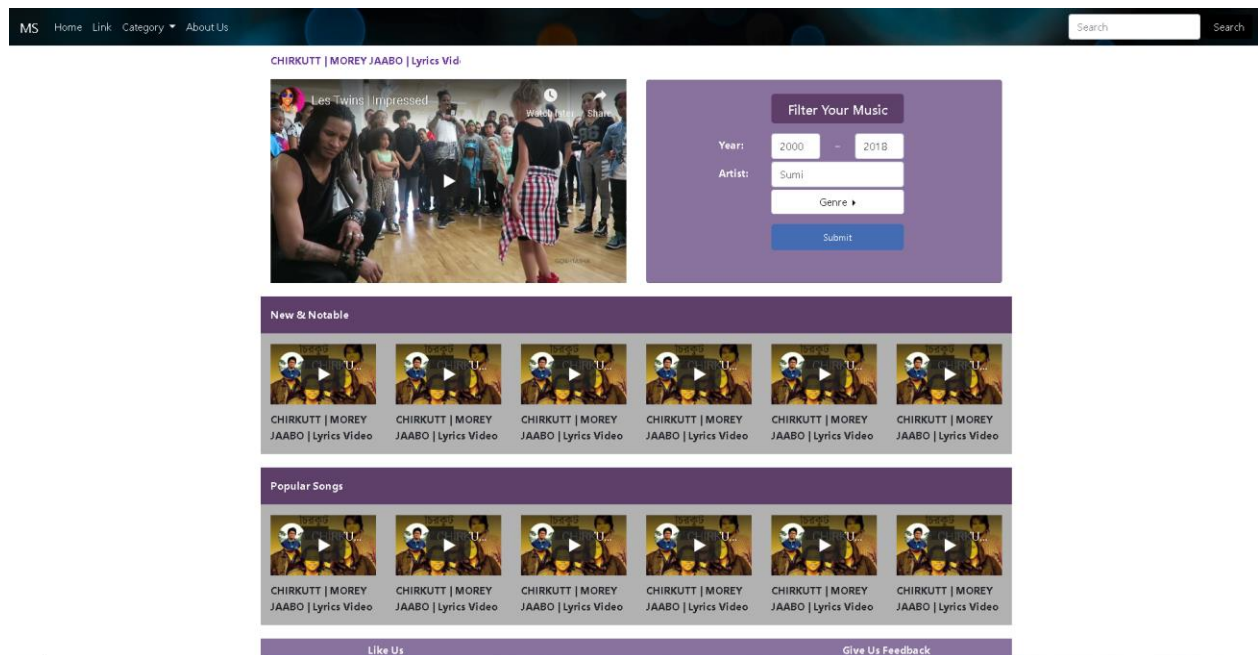 MS Home Link Category About Us Search Search
CHIRKUTT | MOREY JAABO | Lyrics Vid
Les Twins | Impressed
Share
Filter Your Music
Year: 2000 – 2018
Artist: Sumi
Genre
Submit
New & Notable
CHIRKUTT | MOREY CHIRKUTT | MOREY CHIRKUTT | MOREY CHIRKUTT | MOREY CHIRKUTT | MOREY CHIRKUTT | MOREY
JAABO | Lyrics Video JAABO | Lyrics Video JAABO | Lyrics Video JAABO | Lyrics Video JAABO | Lyrics Video JAABO | Lyrics Video
Popular Songs
CHIRKUTT | MOREY CHIRKUTT | MOREY CHIRKUTT | MOREY CHIRKUTT | MOREY CHIRKUTT | MOREY CHIRKUTT | MOREY
JAABO | Lyrics Video JAABO | Lyrics Video JAABO | Lyrics Video JAABO | Lyrics Video JAABO | Lyrics Video JAABO | Lyrics Video
Like Us Give Us Feedback